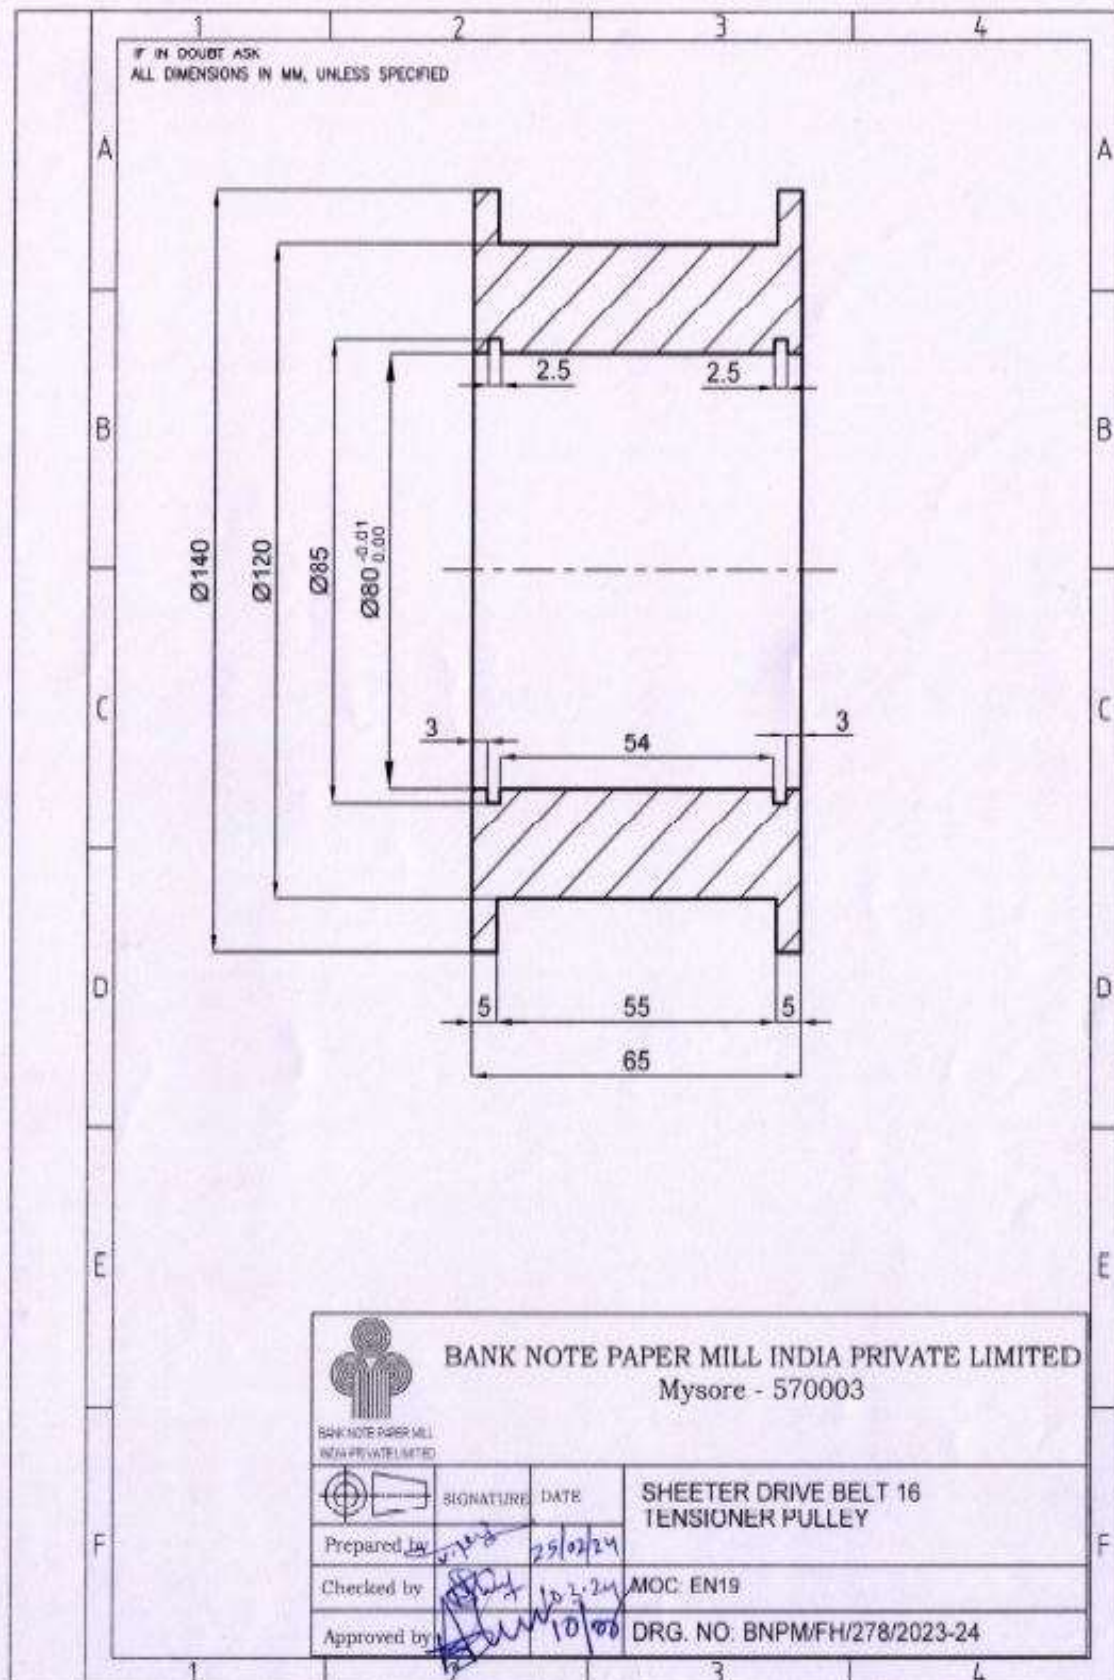 1 2 3 4
IF IN DOUBT ASK
ALL DIMENSIONS IN MM, UNLESS SPECIFIED
A A
B B
C C
D D
E E
F F
2.5 2.5
Ø140
Ø120
Ø85
Ø80 -0.01 0.00
3 54 3
5 55 5
65
BANK NOTE PAPER MILL INDIA PRIVATE LIMITED
Mysore - 570003
BANK NOTE PAPER MILL
INDIA PRIVATE LIMITED
SIGNATURE DATE
SHEETER DRIVE BELT 16
TENSIONER PULLEY
Prepared by 25/02/24
Checked by
MOC: EN19
Approved by
DRG. NO. BNPM/FH/278/2023-24
1 2 3 4